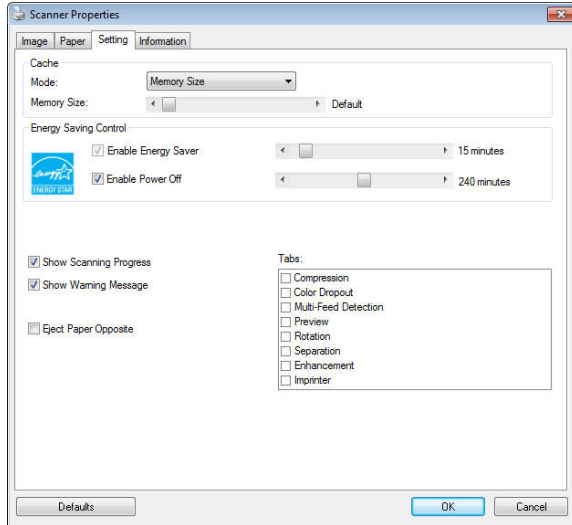 Scanner Properties
Image Paper Setting Information
Cache
Mode: Memory Size
Memory Size: Default
Energy Saving Control
Enable Energy Saver 15 minutes
Enable Power Off 240 minutes
energy
ENERGY STAR
Show Scanning Progress
Show Warning Message
Eject Paper Opposite
Tabs:
Compression
Color Dropout
Multi-Feed Detection
Preview
Rotation
Separation
Enhancement
Imprinter
Defaults OK Cancel